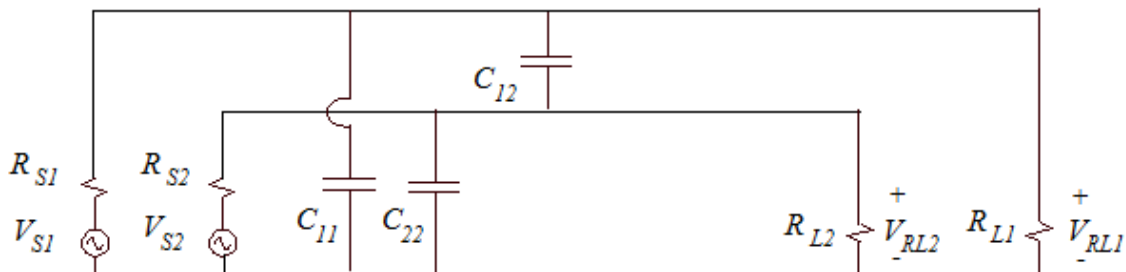 C12
RS1
RS2
+
+
VS1
VS2
C11
C22
RL2
VRL2
RL1
VRL1
-
-